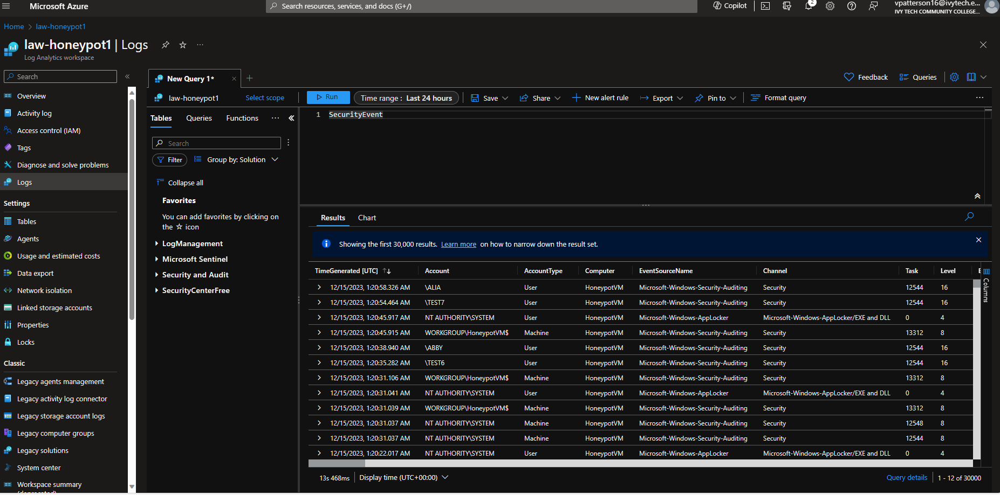 Microsoft Azure
Search resources, services, and docs (G+/)
Copilot
2
vpatterson16@ivytech.e...
IVY TECH COMMUNITY COLLEGE...
Home > law-honeypot1
law-honeypot1 | Logs
Log Analytics workspace
Search
Overview
Activity log
Access control (IAM)
Tags
Diagnose and solve problems
Logs
Settings
Tables
Agents
Usage and estimated costs
Data export
Network isolation
Linked storage accounts
Properties
Locks
Classic
Legacy agents management
Legacy activity log connector
Legacy storage account logs
Legacy computer groups
Legacy solutions
System center
Workspace summary
(deprecated)
New Query 1*
Feedback
Queries
law-honeypot1
Select scope
Run
Time range : Last 24 hours
Save
Share
New alert rule
Export
Pin to
Format query
Tables
Queries
Functions
Search
Filter
Group by: Solution
Collapse all
Favorites
You can add favorites by clicking on
the ☆ icon
LogManagement
Microsoft Sentinel
Security and Audit
SecurityCenterFree
1 SecurityEvent
Results
Chart
Showing the first 30,000 results. Learn more on how to narrow down the result set.
TimeGenerated [UTC] Account AccountType Computer EventSourceName Channel Task Level E
12/15/2023, 1:20:58.326 AM \ALIA User HoneypotVM Microsoft-Windows-Security-Auditing Security 12544 16
12/15/2023, 1:20:54.464 AM \TEST7 User HoneypotVM Microsoft-Windows-Security-Auditing Security 12544 16
12/15/2023, 1:20:45.917 AM NT AUTHORITY\SYSTEM User HoneypotVM Microsoft-Windows-AppLocker Microsoft-Windows-AppLocker/EXE and DLL 0 4
12/15/2023, 1:20:45.915 AM WORKGROUP\HoneypotVM$ Machine HoneypotVM Microsoft-Windows-Security-Auditing Security 13312 8
12/15/2023, 1:20:38.940 AM \ABBY User HoneypotVM Microsoft-Windows-Security-Auditing Security 12544 16
12/15/2023, 1:20:35.282 AM \TEST6 User HoneypotVM Microsoft-Windows-Security-Auditing Security 12544 16
12/15/2023, 1:20:31.106 AM WORKGROUP\HoneypotVM$ Machine HoneypotVM Microsoft-Windows-Security-Auditing Security 13312 8
12/15/2023, 1:20:31.041 AM NT AUTHORITY\SYSTEM User HoneypotVM Microsoft-Windows-AppLocker Microsoft-Windows-AppLocker/EXE and DLL 0 4
12/15/2023, 1:20:31.039 AM WORKGROUP\HoneypotVM$ Machine HoneypotVM Microsoft-Windows-Security-Auditing Security 13312 8
12/15/2023, 1:20:31.037 AM NT AUTHORITY\SYSTEM Machine HoneypotVM Microsoft-Windows-Security-Auditing Security 12548 8
12/15/2023, 1:20:31.037 AM NT AUTHORITY\SYSTEM Machine HoneypotVM Microsoft-Windows-Security-Auditing Security 12544 8
12/15/2023, 1:20:22.017 AM NT AUTHORITY\SYSTEM User HoneypotVM Microsoft-Windows-AppLocker Microsoft-Windows-AppLocker/EXE and DLL 0 4
Columns
13s 468ms
Display time (UTC+00:00)
Query details
1 - 12 of 30000